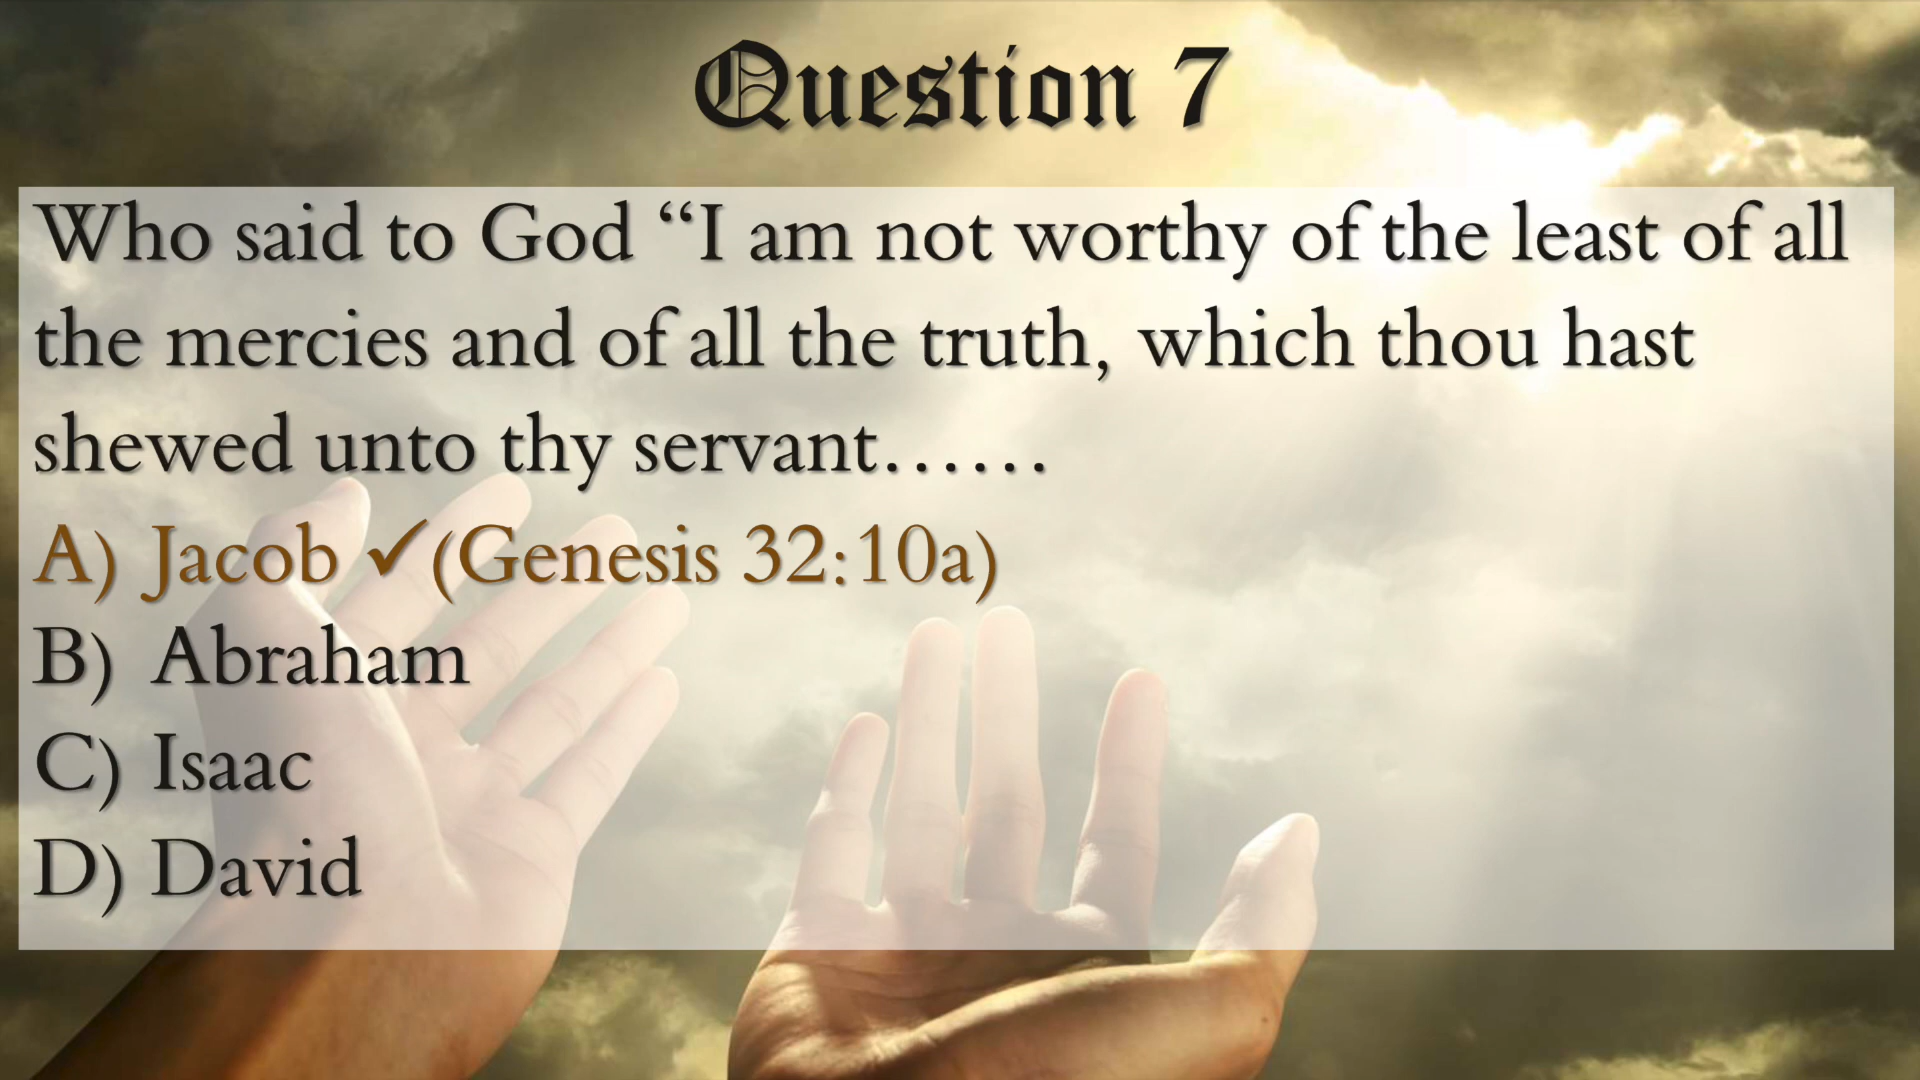 Question 7
Who said to God “I am not worthy of the least of all
the mercies and of all the truth, which thou hast
shewed unto thy servant……
A) Jacob ✓(Genesis 32:10a)
B) Abraham
C) Isaac
D) David